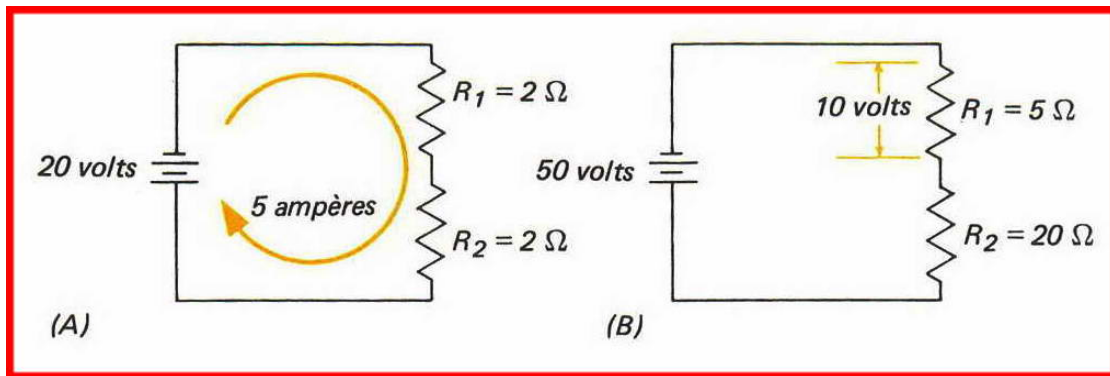 20 volts
R1 = 2 Ω
5 ampères
R2 = 2 Ω
(A)
50 volts
10 volts
R1 = 5 Ω
R2 = 20 Ω
(B)